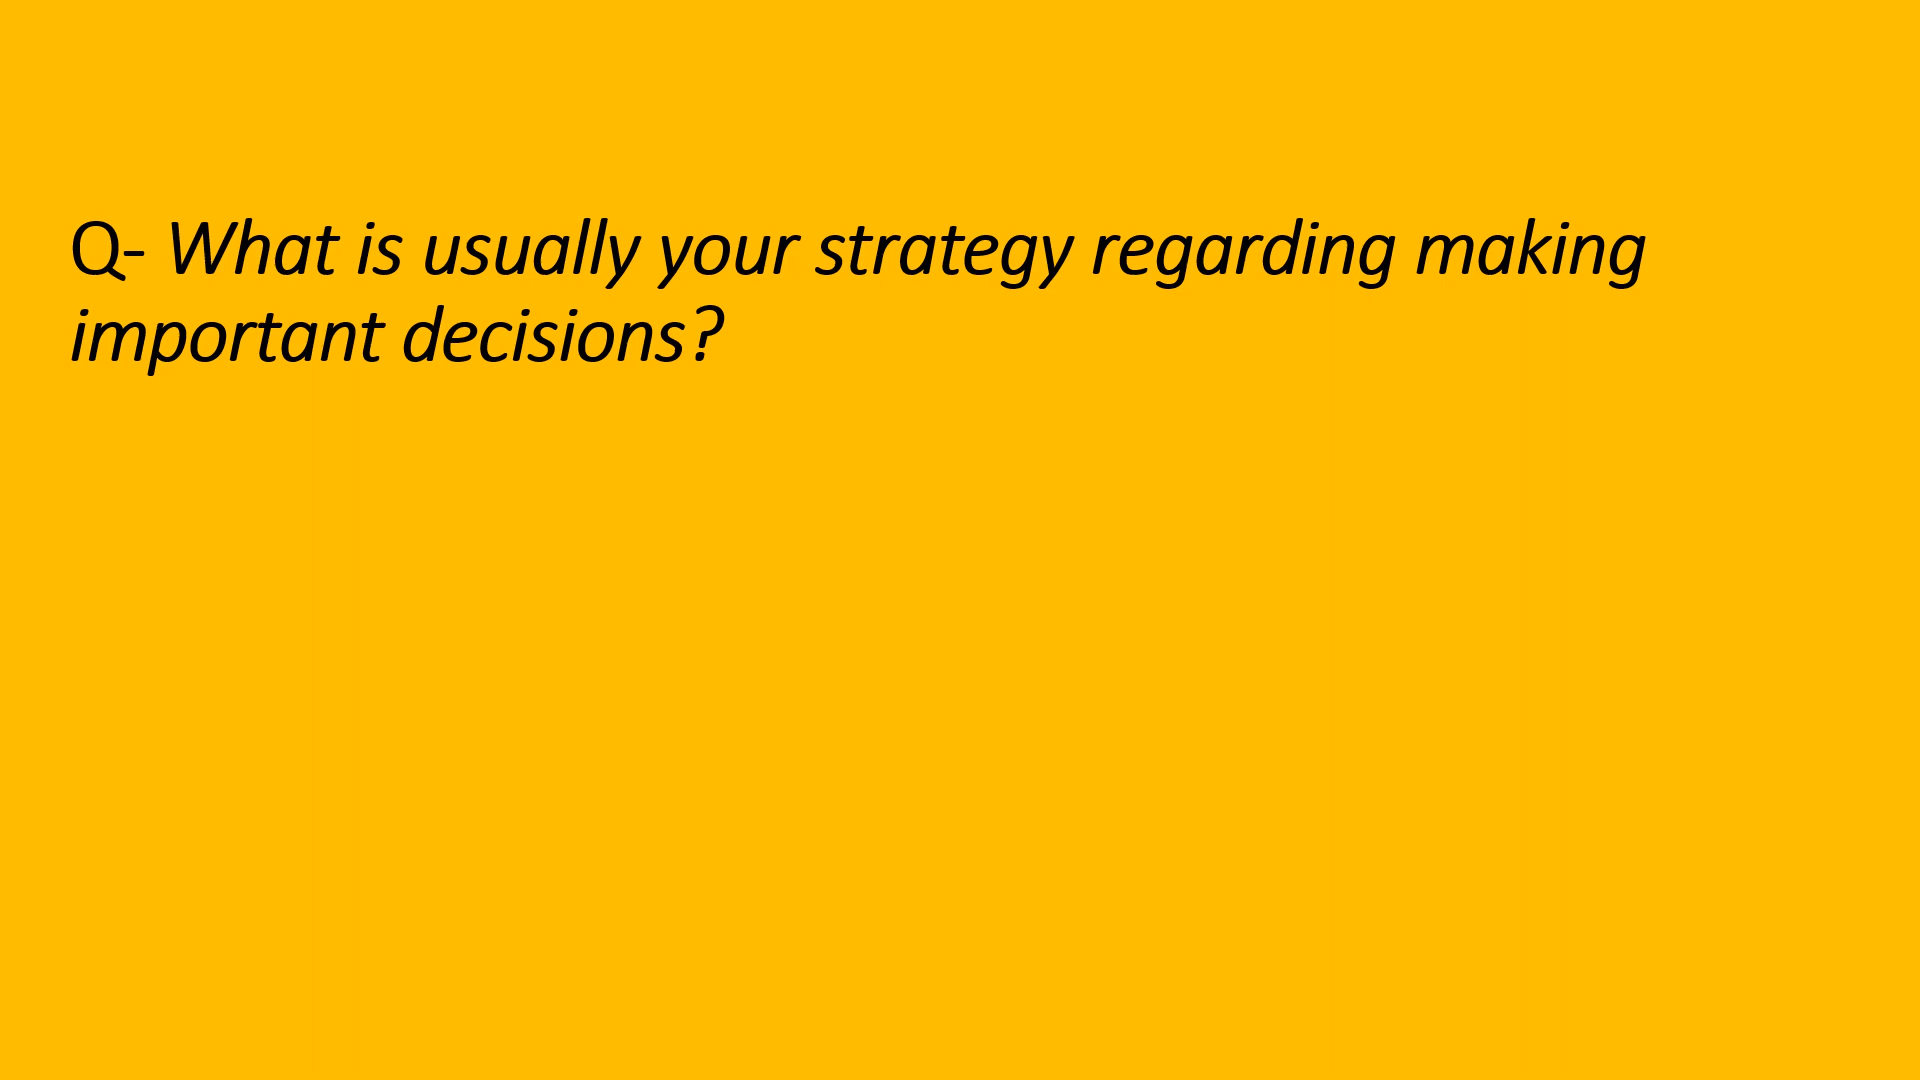 Q- What is usually your strategy regarding making
important decisions?